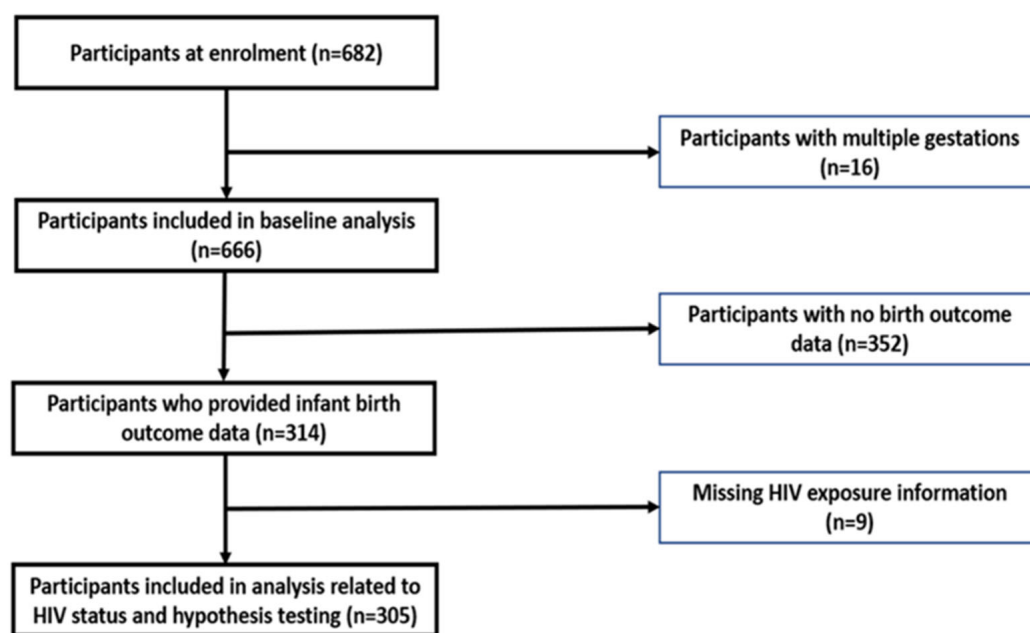 Participants at enrolment (n=682)
Participants with multiple gestations
(n=16)
Participants included in baseline analysis
(n=666)
Participants with no birth outcome
data (n=352)
Participants who provided infant birth
outcome data (n=314)
Missing HIV exposure information
(n=9)
Participants included in analysis related to
HIV status and hypothesis testing (n=305)